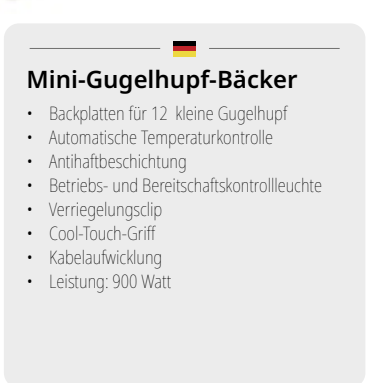 Mini-Gugelhupf-Bäcker
• Backplatten für 12 kleine Gugelhupf
• Automatische Temperaturkontrolle
• Antihaftbeschichtung
• Betriebs- und Bereitschaftskontrollleuchte
• Verriegelungsclip
• Cool-Touch-Griff
• Kabelaufwicklung
• Leistung: 900 Watt